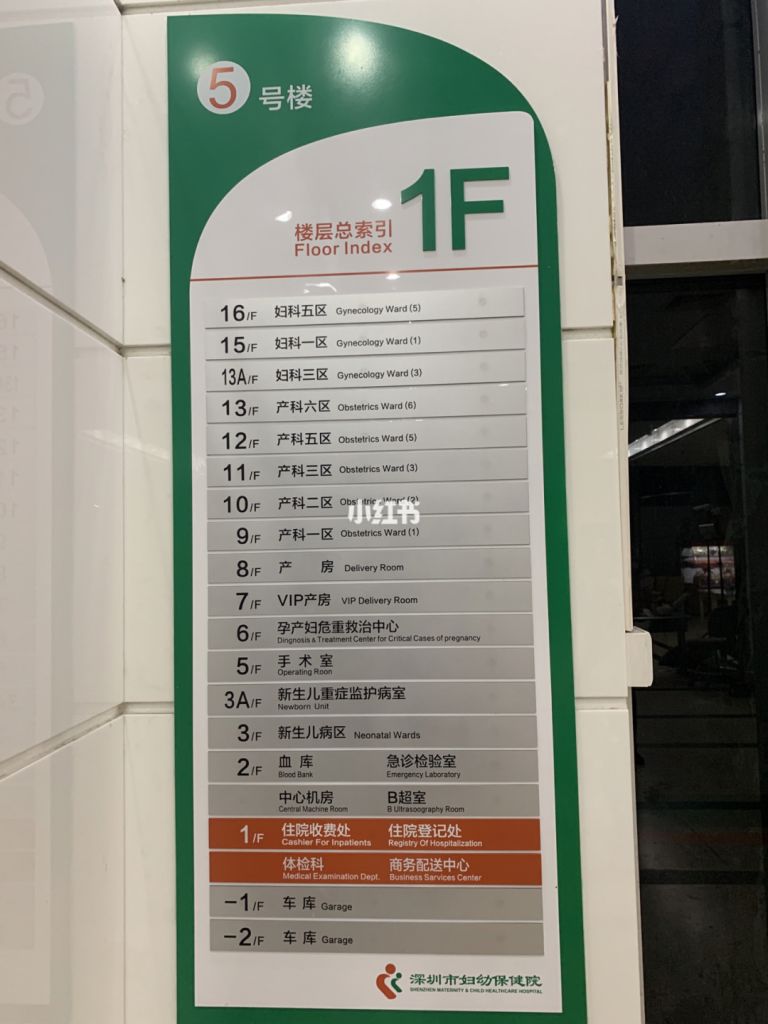 5 号楼
1F
楼层总索引
Floor Index
16/F 妇科五区 Gynecology Ward (5)
15/F 妇科一区 Gynecology Ward (1)
13A/F 妇科三区 Gynecology Ward (3)
13/F 产科六区 Obstetrics Ward (6)
12/F 产科五区 Obstetrics Ward (5)
11/F 产科三区 Obstetrics Ward (3)
10/F 产科二区 Obstetrics Ward (2)
小红书
9/F 产科一区 Obstetrics Ward (1)
8/F 产 房 Delivery Room
7/F VIP产房 VIP Delivery Room
6/F 孕产妇危重救治中心
Dingnosis & Treatment Center for Critical Cases of pregnancy
5/F 手术室
Operating Roon
3A/F 新生儿重症监护病室
Newborn Unit
3/F 新生儿病区 Neonatal Wards
2/F 血库 急诊检验室
Blood Bank Emergency Laboratory
中心机房 B超室
Central Machine Room B Ultrasoography Room
1/F 住院收费处 住院登记处
Cashier For Inpatients Registry Of Hospitalization
体检科 商务配送中心
Medical Examination Dept. Business Sarvices Center
-1/F 车库 Garage
-2/F 车库 Garage
深圳市妇幼保健院
SHENZHEN MATERNITY & CHILD HEALTHCARE HOSPITAL